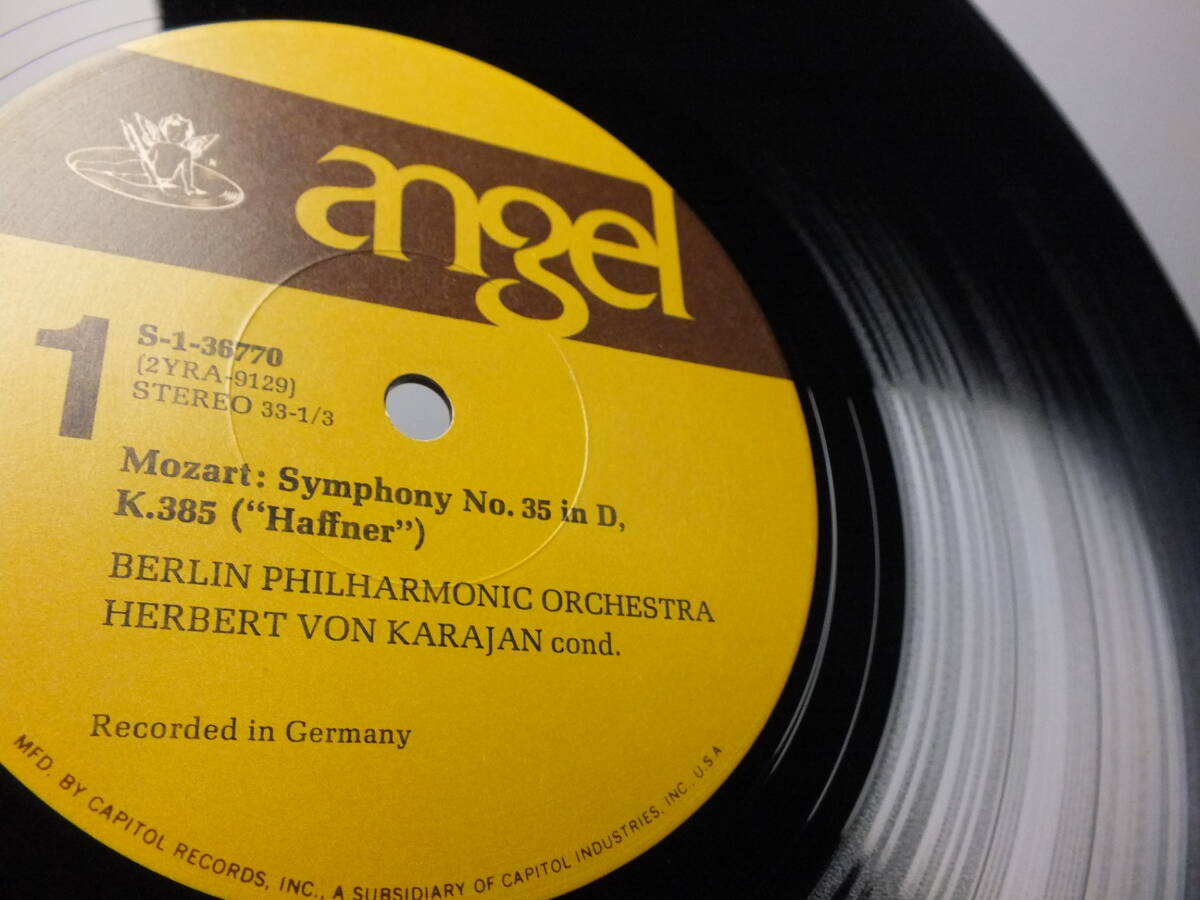 angel
1
S-1-36770
(2YRA-9129)
STEREO 33-1/3
Mozart: Symphony No. 35 in D,
K.385 (“Haffner”)
BERLIN PHILHARMONIC ORCHESTRA
HERBERT VON KARAJAN cond.
Recorded in Germany
MFD. BY CAPITOL RECORDS, INC., A SUBSIDIARY OF CAPITOL INDUSTRIES, INC., U.S.A.